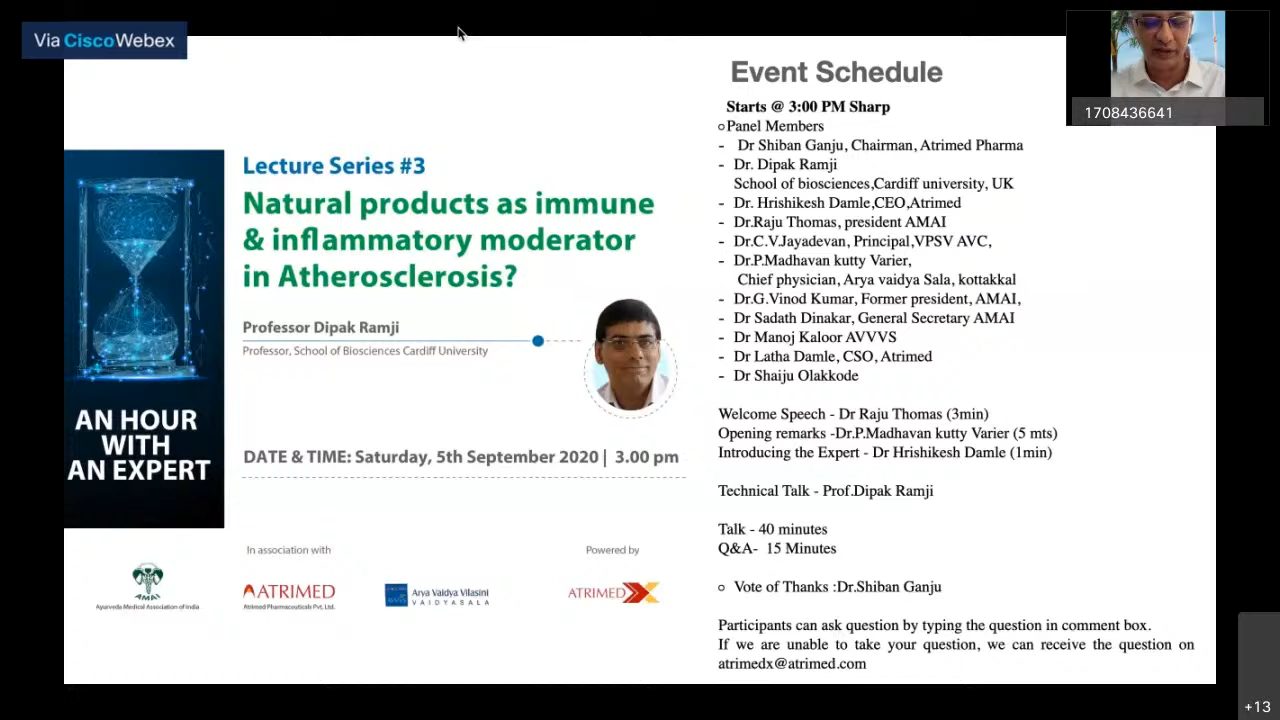 Via CiscoWebex
1708436641
Lecture Series #3
Natural products as immune
& inflammatory moderator
in Atherosclerosis?
Professor Dipak Ramji
Professor, School of Biosciences Cardiff University
AN HOUR
WITH
AN EXPERT
DATE & TIME: Saturday, 5th September 2020 | 3.00 pm
In association with
Powered by
AMAI
Ayurveda Medical Association of India
ATRIMED
Atrimed Pharmaceuticals Pvt. Ltd.
Arya Vaidya Vilasini
VAIDYASALA
ATRIMED
Event Schedule
Starts @ 3:00 PM Sharp
Panel Members
- Dr Shiban Ganju, Chairman, Atrimed Pharma
- Dr. Dipak Ramji
School of biosciences,Cardiff university, UK
- Dr. Hrishikesh Damle,CEO,Atrimed
- Dr.Raju Thomas, president AMAI
- Dr.C.V.Jayadevan, Principal,VPSV AVC,
- Dr.P.Madhavan kutty Varier,
Chief physician, Arya vaidya Sala, kottakkal
- Dr.G.Vinod Kumar, Former president, AMAI,
- Dr Sadath Dinakar, General Secretary AMAI
- Dr Manoj Kaloor AVVVS
- Dr Latha Damle, CSO, Atrimed
- Dr Shaiju Olakkode
Welcome Speech - Dr Raju Thomas (3min)
Opening remarks -Dr.P.Madhavan kutty Varier (5 mts)
Introducing the Expert - Dr Hrishikesh Damle (1min)
Technical Talk - Prof.Dipak Ramji
Talk - 40 minutes
Q&A- 15 Minutes
Vote of Thanks :Dr.Shiban Ganju
Participants can ask question by typing the question in comment box.
If we are unable to take your question, we can receive the question on
atrimedx@atrimed.com
+13